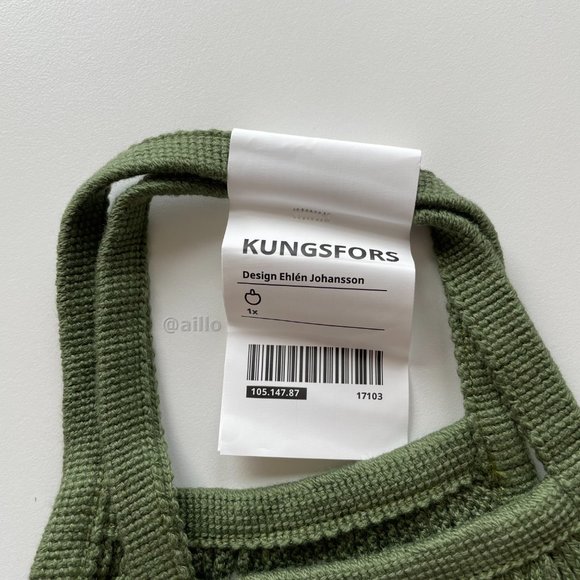 KUNGSFORS
Design Ehlén Johansson
1x
@aillo
105.147.87 17103